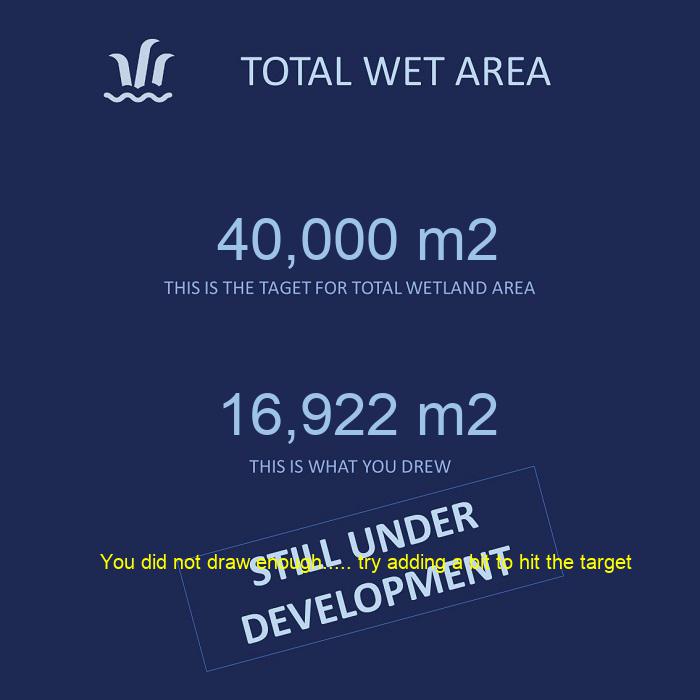 TOTAL WET AREA
40,000 m2
THIS IS THE TAGET FOR TOTAL WETLAND AREA
16,922 m2
THIS IS WHAT YOU DREW
STILL UNDER
You did not draw enough..... try adding a bit to hit the target
DEVELOPMENT